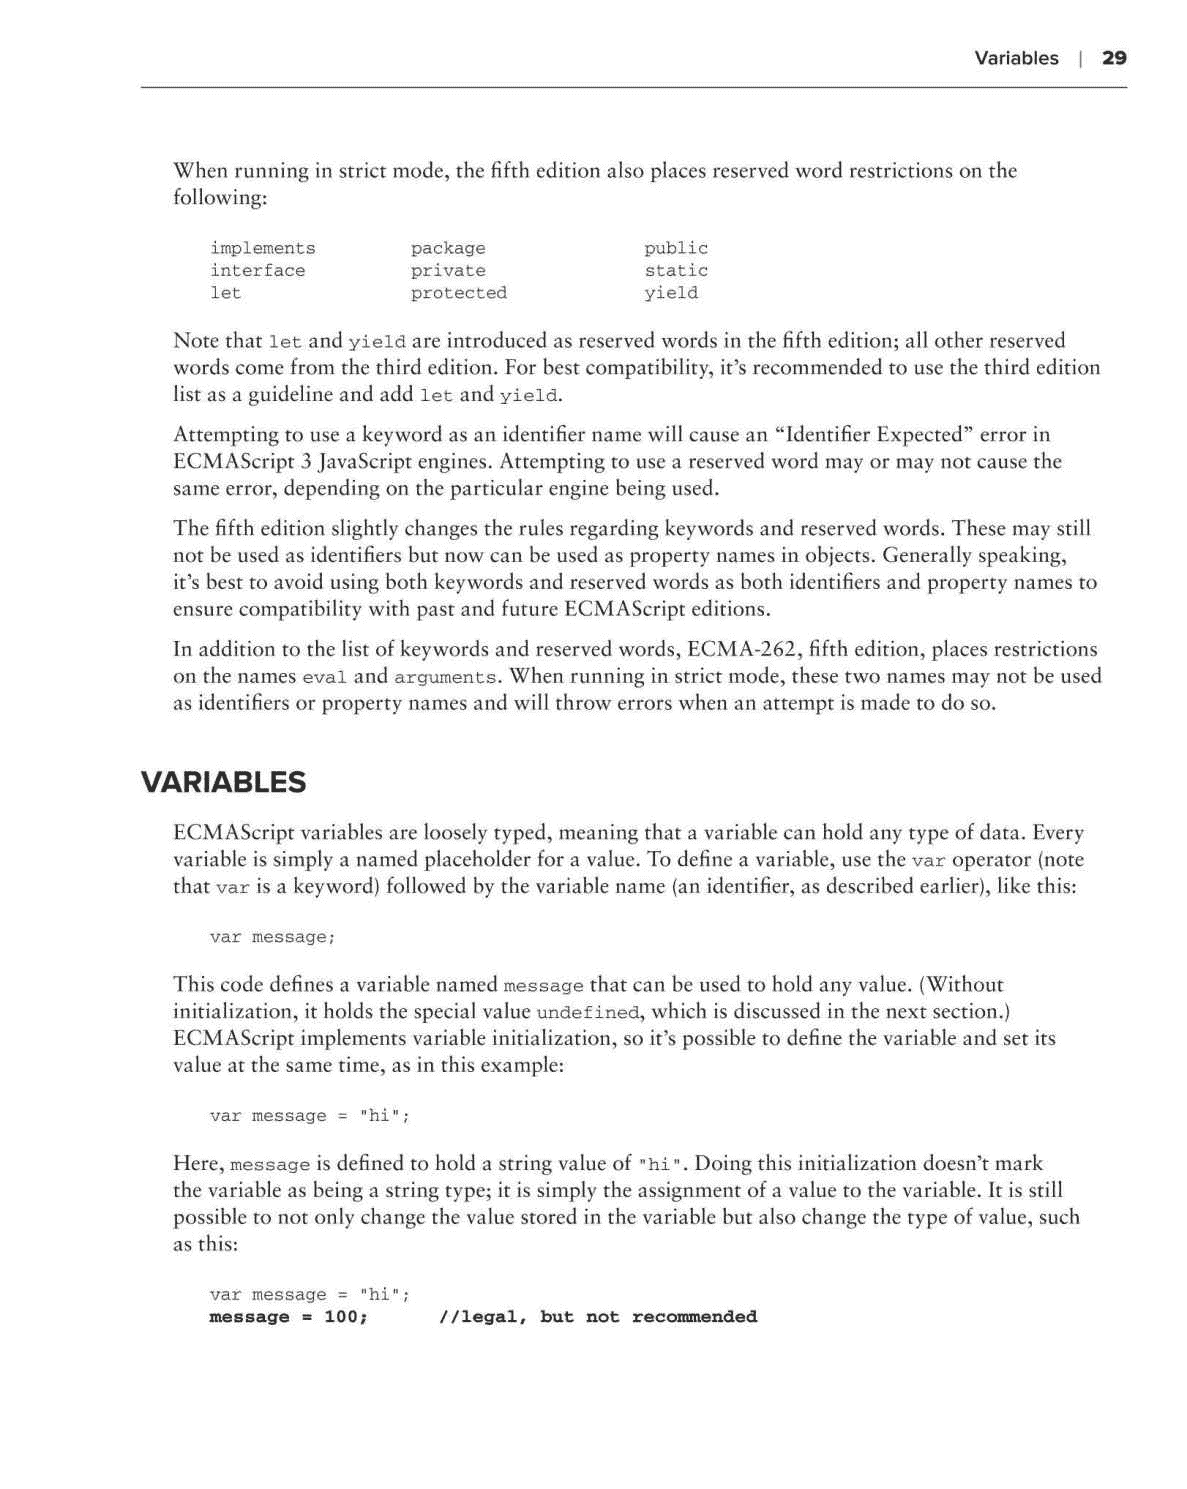 Variables | 29
When running in strict mode, the fifth edition also places reserved word restrictions on the
following:
implements package public
interface private static
let protected yield
Note that let and yield are introduced as reserved words in the fifth edition; all other reserved
words come from the third edition. For best compatibility, it’s recommended to use the third edition
list as a guideline and add let and yield.
Attempting to use a keyword as an identifier name will cause an “Identifier Expected” error in
ECMAScript 3 JavaScript engines. Attempting to use a reserved word may or may not cause the
same error, depending on the particular engine being used.
The fifth edition slightly changes the rules regarding keywords and reserved words. These may still
not be used as identifiers but now can be used as property names in objects. Generally speaking,
it’s best to avoid using both keywords and reserved words as both identifiers and property names to
ensure compatibility with past and future ECMAScript editions.
In addition to the list of keywords and reserved words, ECMA-262, fifth edition, places restrictions
on the names eval and arguments. When running in strict mode, these two names may not be used
as identifiers or property names and will throw errors when an attempt is made to do so.
VARIABLES
ECMAScript variables are loosely typed, meaning that a variable can hold any type of data. Every
variable is simply a named placeholder for a value. To define a variable, use the var operator (note
that var is a keyword) followed by the variable name (an identifier, as described earlier), like this:
var message;
This code defines a variable named message that can be used to hold any value. (Without
initialization, it holds the special value undefined, which is discussed in the next section.)
ECMAScript implements variable initialization, so it’s possible to define the variable and set its
value at the same time, as in this example:
var message = "hi";
Here, message is defined to hold a string value of "hi". Doing this initialization doesn’t mark
the variable as being a string type; it is simply the assignment of a value to the variable. It is still
possible to not only change the value stored in the variable but also change the type of value, such
as this:
var message = "hi";
message = 100; //legal, but not recommended